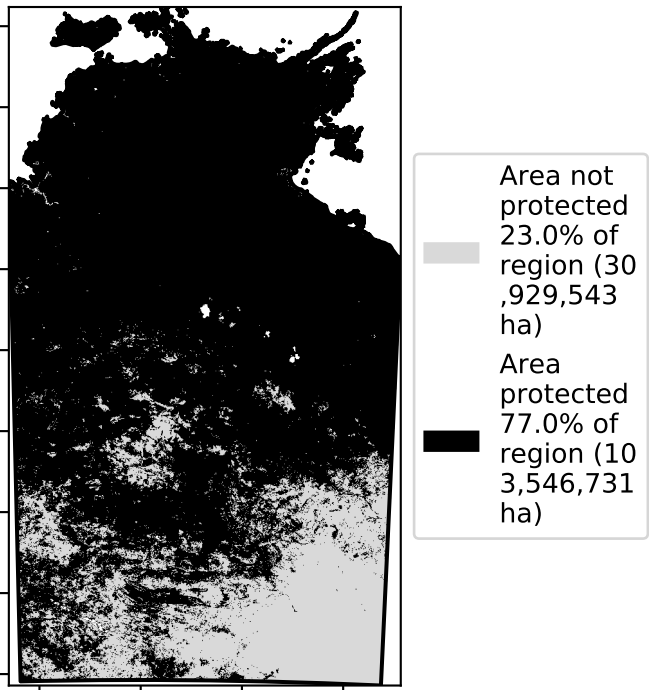 Area not
protected
23.0% of
region (30
,929,543
ha)
Area
protected
77.0% of
region (10
3,546,731
ha)